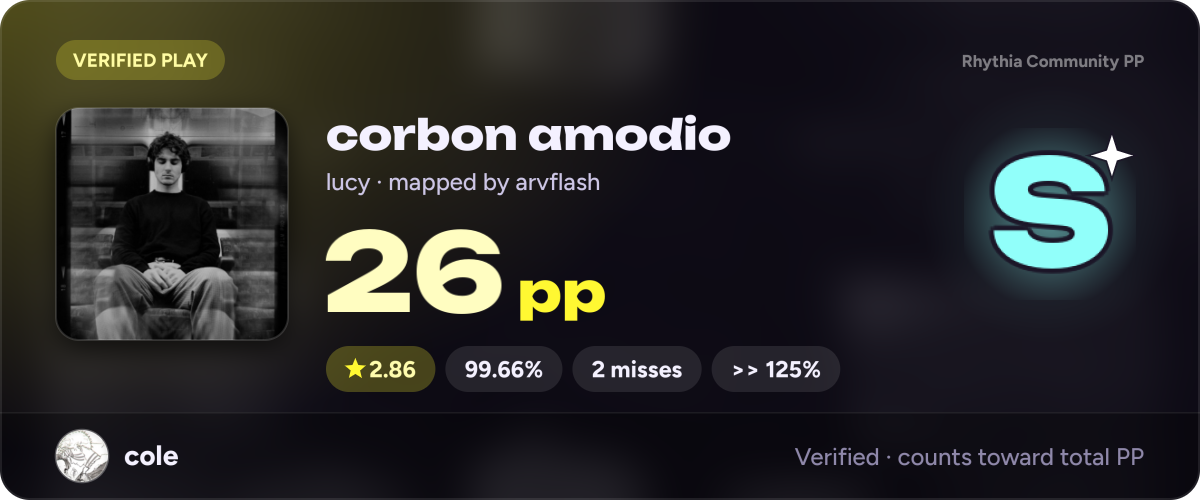 VERIFIED PLAY
Rhythia Community PP
corbon amodio
lucy · mapped by arvflash
26 pp
★2.86 99.66% 2 misses >> 125%
S
cole
Verified · counts toward total PP